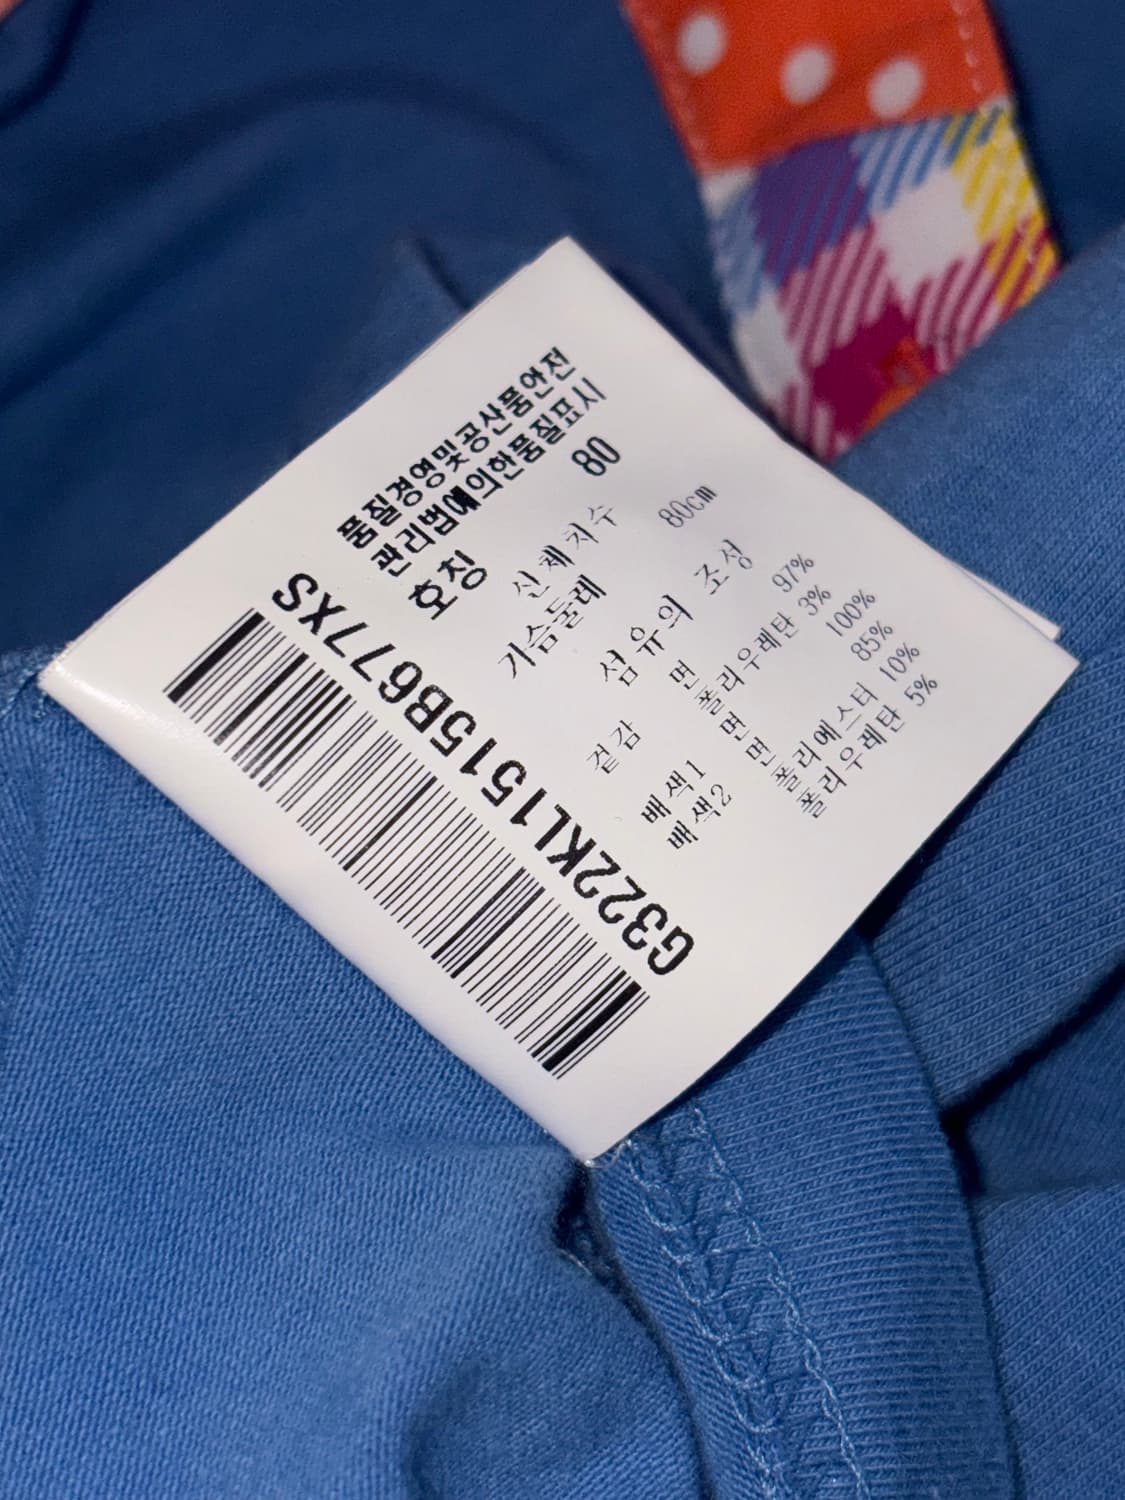 품질경영및공산품안전
관리법에의한품질표시
호칭 80
신체치수
가슴둘레 80cm
섬유의 조성
겉감 면 97%
폴리우레탄 3%
배색1 면 100%
배색2 면 85%
폴리에스터 10%
폴리우레탄 5%
G322KL1515B677XS